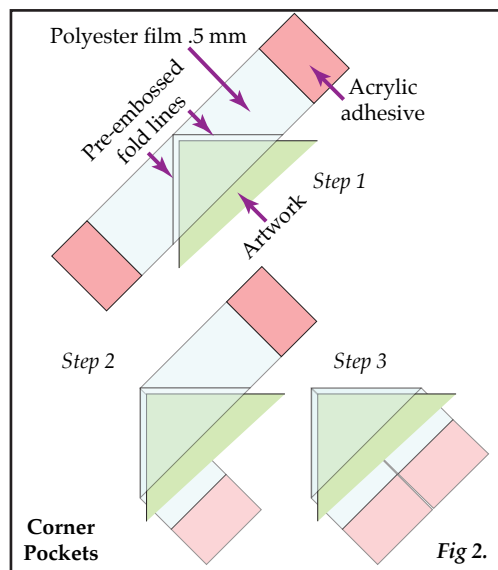 Polyester film .5 mm
Acrylic
adhesive
Pre-embossed
fold lines
Step 1
Artwork
Step 2
Step 3
Corner
Pockets
Fig 2.